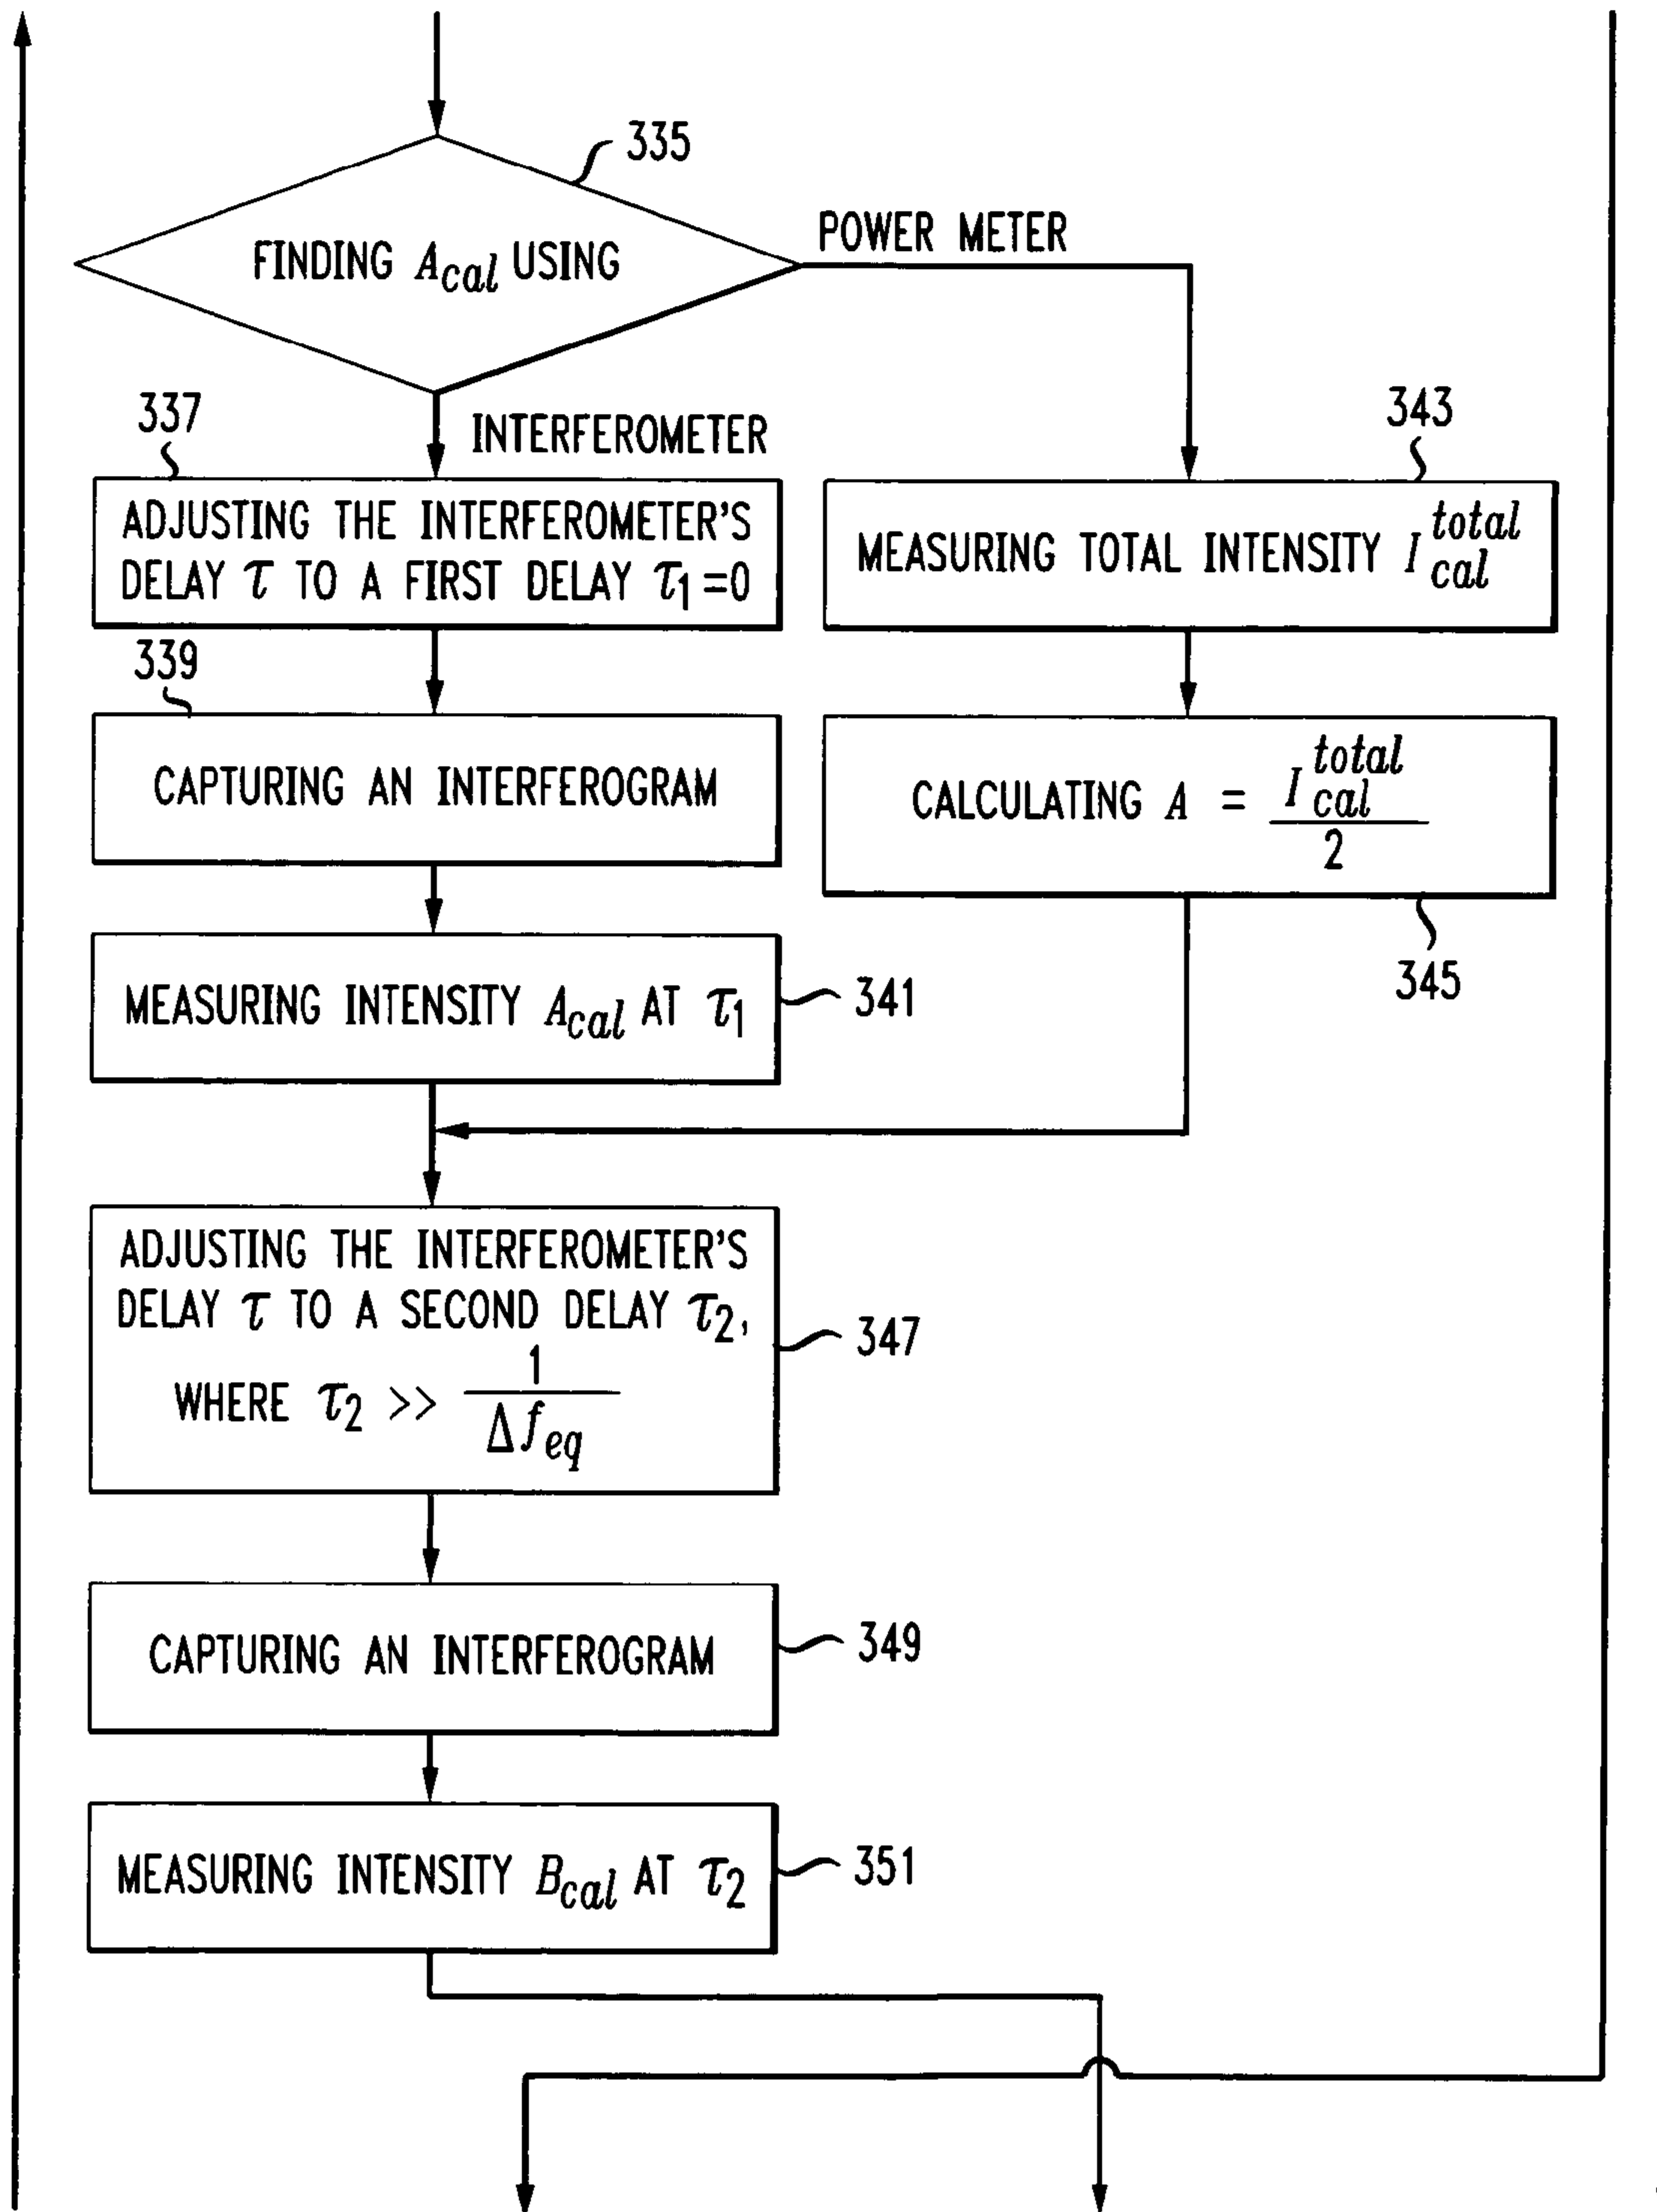 335
FINDING A_cal USING
POWER METER
INTERFEROMETER
337
ADJUSTING THE INTERFEROMETER'S
DELAY τ TO A FIRST DELAY τ1=0
343
MEASURING TOTAL INTENSITY I_cal^total
339
CAPTURING AN INTERFEROGRAM
CALCULATING A = I_cal^total / 2
345
MEASURING INTENSITY A_cal AT τ1
341
ADJUSTING THE INTERFEROMETER'S
DELAY τ TO A SECOND DELAY τ2,
WHERE τ2 >> 1 / Δf_eq
347
CAPTURING AN INTERFEROGRAM
349
MEASURING INTENSITY B_cal AT τ2
351